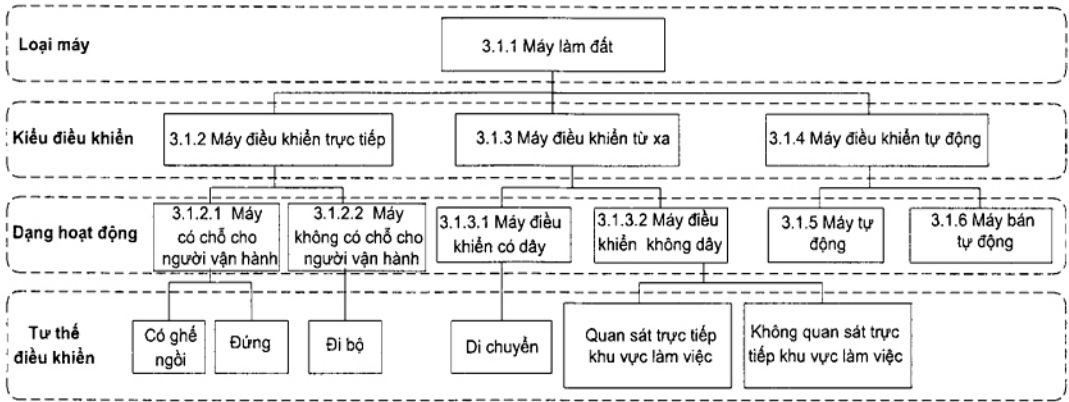 Loại máy
3.1.1 Máy làm đất
Kiểu điều khiển
3.1.2 Máy điều khiển trực tiếp
3.1.3 Máy điều khiển từ xa
3.1.4 Máy điều khiển tự động
Dạng hoạt động
3.1.2.1 Máy
có chỗ cho
người vận hành
3.1.2.2 Máy
không có chỗ cho
người vận hành
3.1.3.1 Máy điều
khiển có dây
3.1.3.2 Máy điều
khiển không dây
3.1.5 Máy tự
động
3.1.6 Máy bán
tự động
Tư thế
điều khiển
Có ghế
ngồi
Đứng
Đi bộ
Di chuyển
Quan sát trực tiếp
khu vực làm việc
Không quan sát trực
tiếp khu vực làm việc